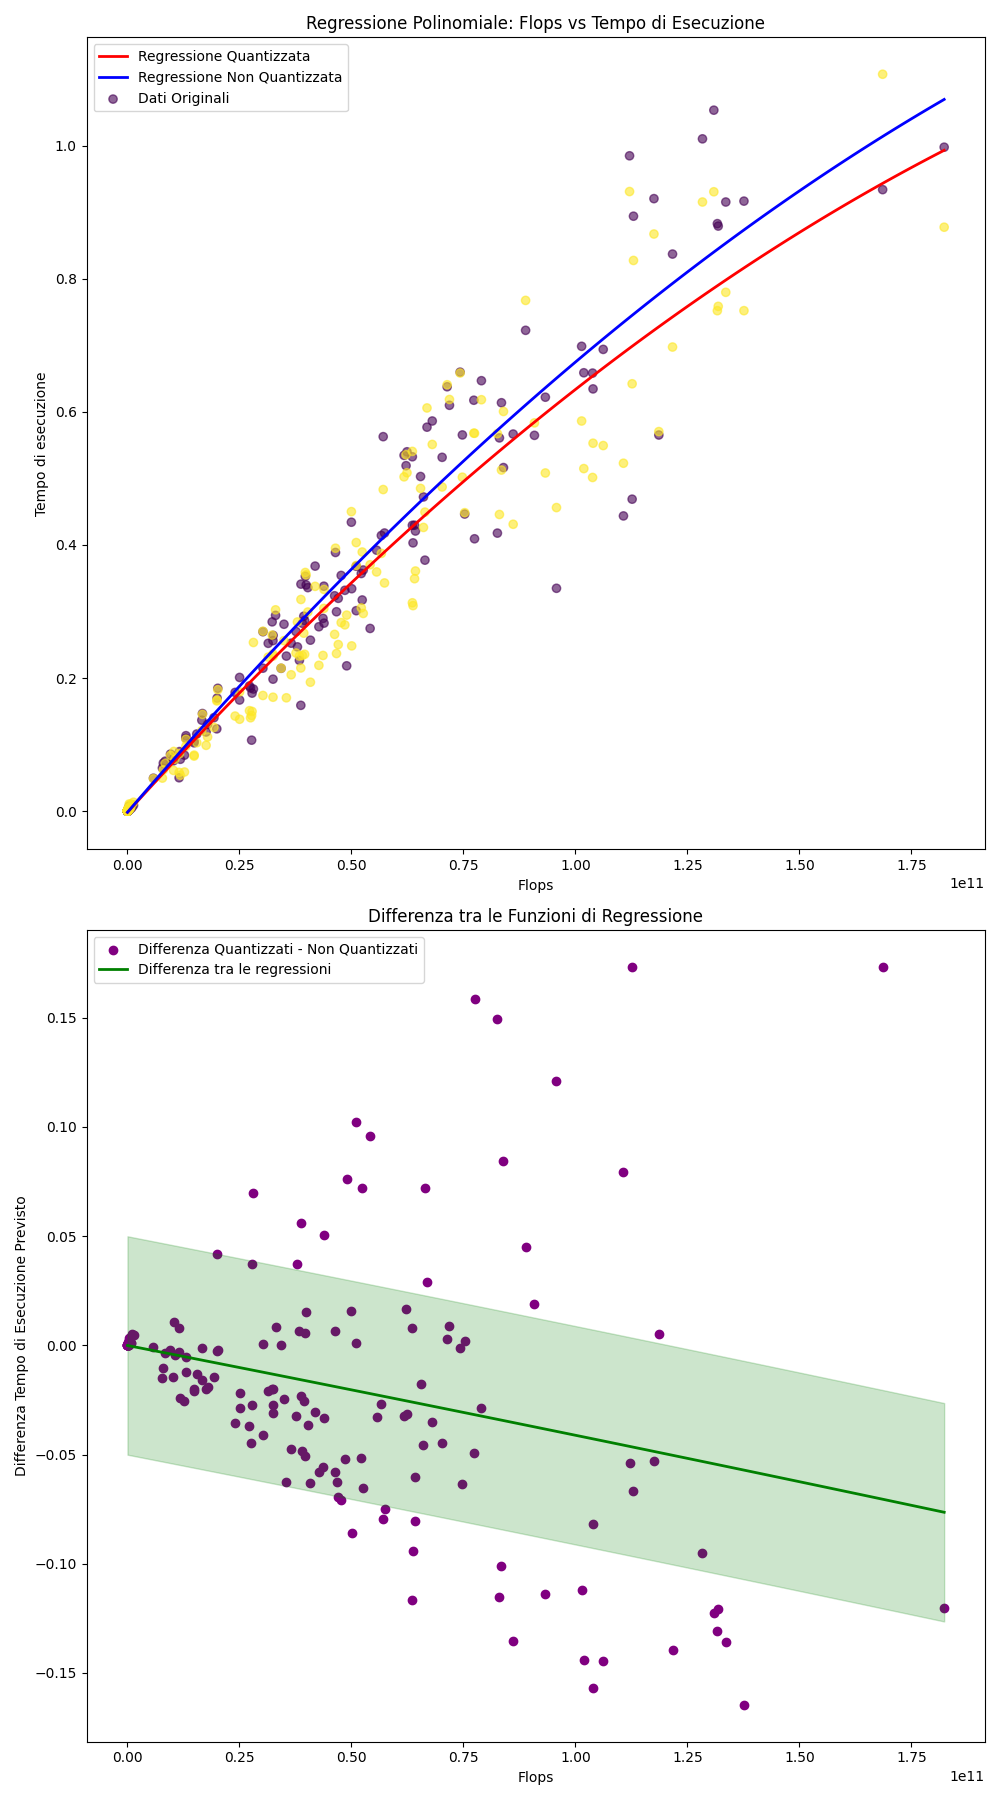 Regressione Polinomiale: Flops vs Tempo di Esecuzione
Regressione Quantizzata
Regressione Non Quantizzata
Dati Originali
Tempo di esecuzione
1.0
0.8
0.6
0.4
0.2
0.0
0.00 0.25 0.50 0.75 1.00 1.25 1.50 1.75
1e11
Flops
Differenza tra le Funzioni di Regressione
Differenza Quantizzati - Non Quantizzati
Differenza tra le regressioni
Differenza Tempo di Esecuzione Previsto
0.15
0.10
0.05
0.00
−0.05
−0.10
−0.15
0.00 0.25 0.50 0.75 1.00 1.25 1.50 1.75
1e11
Flops